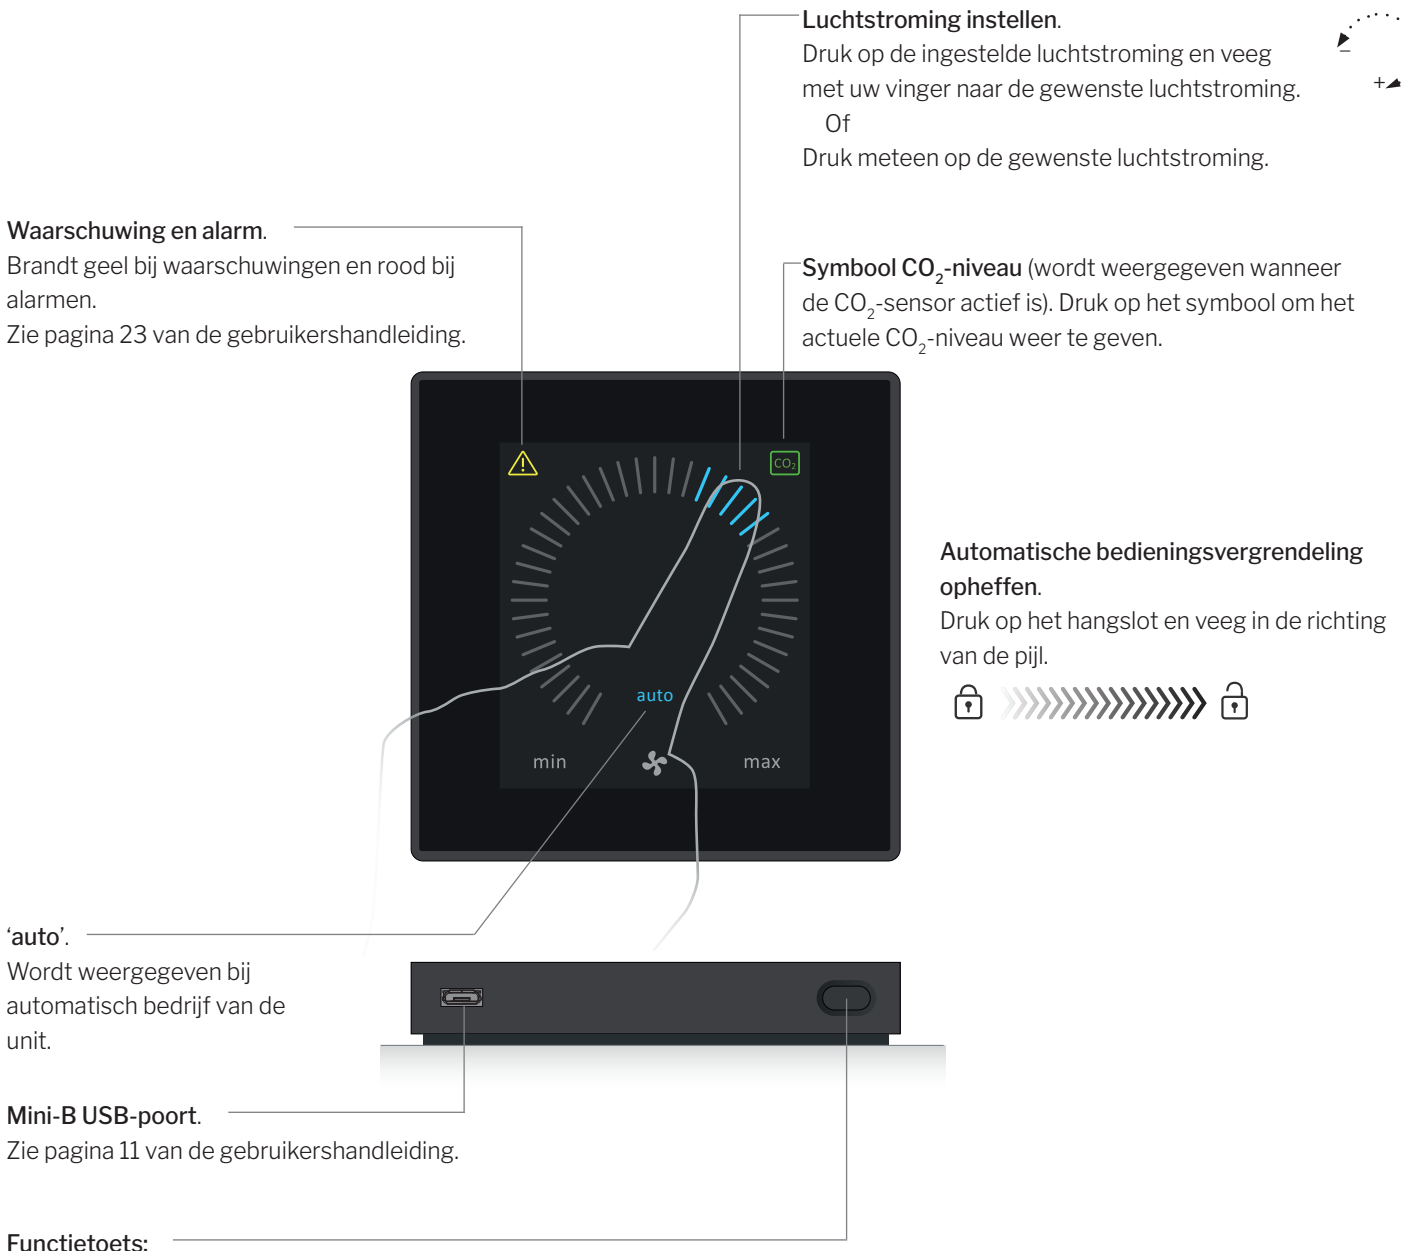 Luchtstroming instellen.
Druk op de ingestelde luchtstroming en veeg
met uw vinger naar de gewenste luchtstroming.
Of
Druk meteen op de gewenste luchtstroming.
–
+
Waarschuwing en alarm.
Brandt geel bij waarschuwingen en rood bij
alarmen.
Zie pagina 23 van de gebruikershandleiding.
Symbool CO₂-niveau (wordt weergegeven wanneer
de CO₂-sensor actief is). Druk op het symbool om het
actuele CO₂-niveau weer te geven.
CO₂
auto
min
max
Automatische bedieningsvergrendeling
opheffen.
Druk op het hangslot en veeg in de richting
van de pijl.
‘auto’.
Wordt weergegeven bij
automatisch bedrijf van de
unit.
Mini-B USB-poort.
Zie pagina 11 van de gebruikershandleiding.
Functietoets: